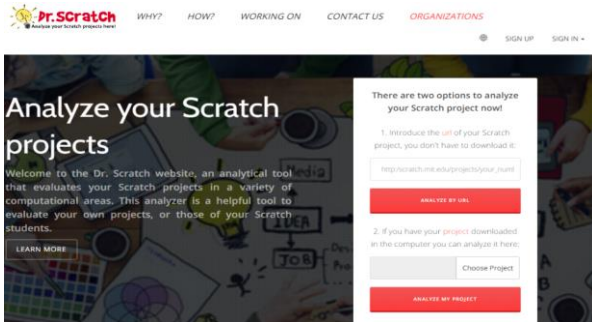 Dr.Scratch
Analyze your Scratch projects here!
WHY?
HOW?
WORKING ON
CONTACT US
ORGANIZATIONS
SIGN UP
SIGN IN
Analyze your Scratch
projects
Welcome to the Dr. Scratch website, an analytical tool
that evaluates your Scratch projects in a variety of
computational areas. This analyzer is a helpful tool to
evaluate your own projects, or those of your Scratch
students.
LEARN MORE
Media
IDEA
JOB
Des
Pro
There are two options to analyze
your Scratch project now!
1. Introduce the url of your Scratch
project, you don't have to download it:
http:scratch.mit.edu/projects/your_numb
ANALYZE BY URL
2. If you have your project downloaded
in the computer you can analyze it here:
Choose Project
ANALYZE MY PROJECT